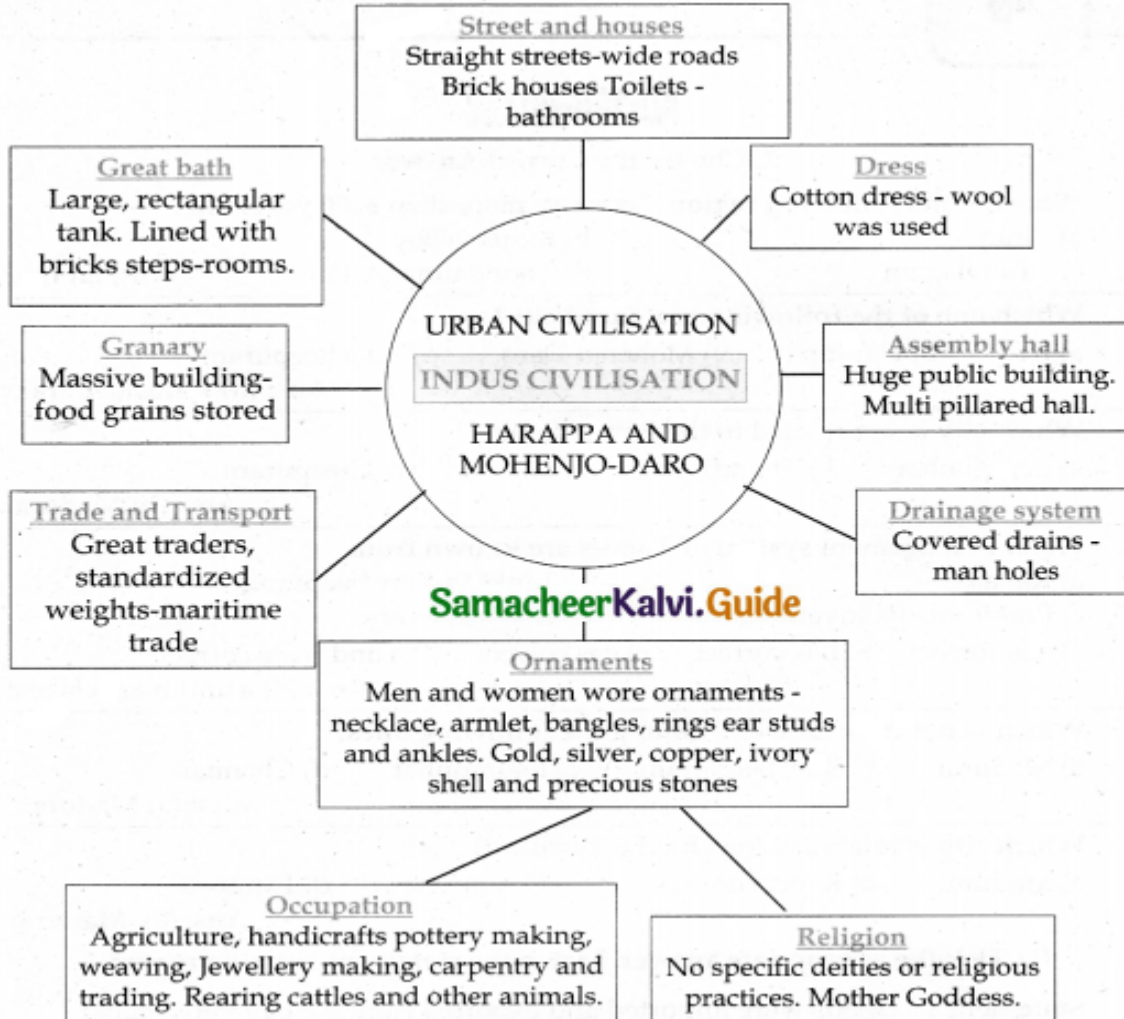 Street and houses
Straight streets-wide roads
Brick houses Toilets -
bathrooms
Great bath
Large, rectangular
tank. Lined with
bricks steps-rooms.
Dress
Cotton dress - wool
was used
Granary
Massive building-
food grains stored
URBAN CIVILISATION
INDUS CIVILISATION
HARAPPA AND
MOHENJO-DARO
Assembly hall
Huge public building.
Multi pillared hall.
Trade and Transport
Great traders,
standardized
weights-maritime
trade
Drainage system
Covered drains -
man holes
SamacheerKalvi.Guide
Ornaments
Men and women wore ornaments -
necklace, armlet, bangles, rings ear studs
and ankles. Gold, silver, copper, ivory
shell and precious stones
Occupation
Agriculture, handicrafts pottery making,
weaving, Jewellery making, carpentry and
trading. Rearing cattles and other animals.
Religion
No specific deities or religious
practices. Mother Goddess.